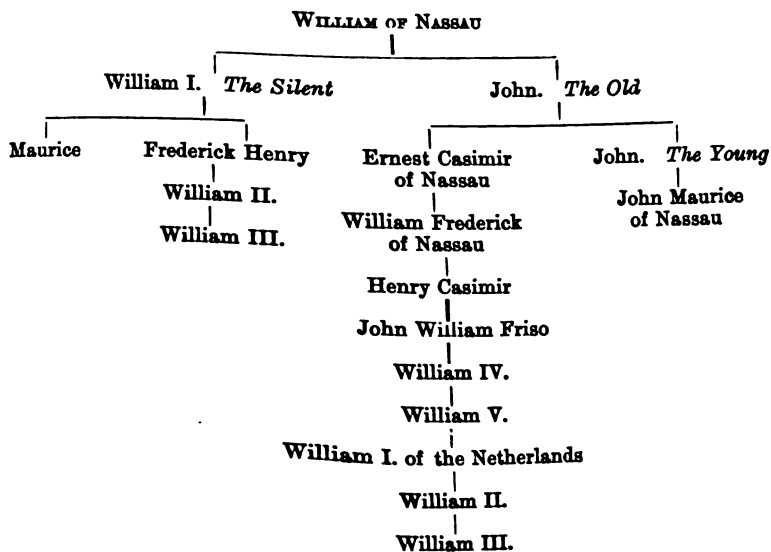 WILLIAM OF NASSAU
William I. The Silent
John. The Old
Maurice
Frederick Henry
William II.
William III.
Ernest Casimir
of Nassau
William Frederick
of Nassau
Henry Casimir
John William Friso
William IV.
William V.
William I. of the Netherlands
William II.
William III.
John. The Young
John Maurice
of Nassau